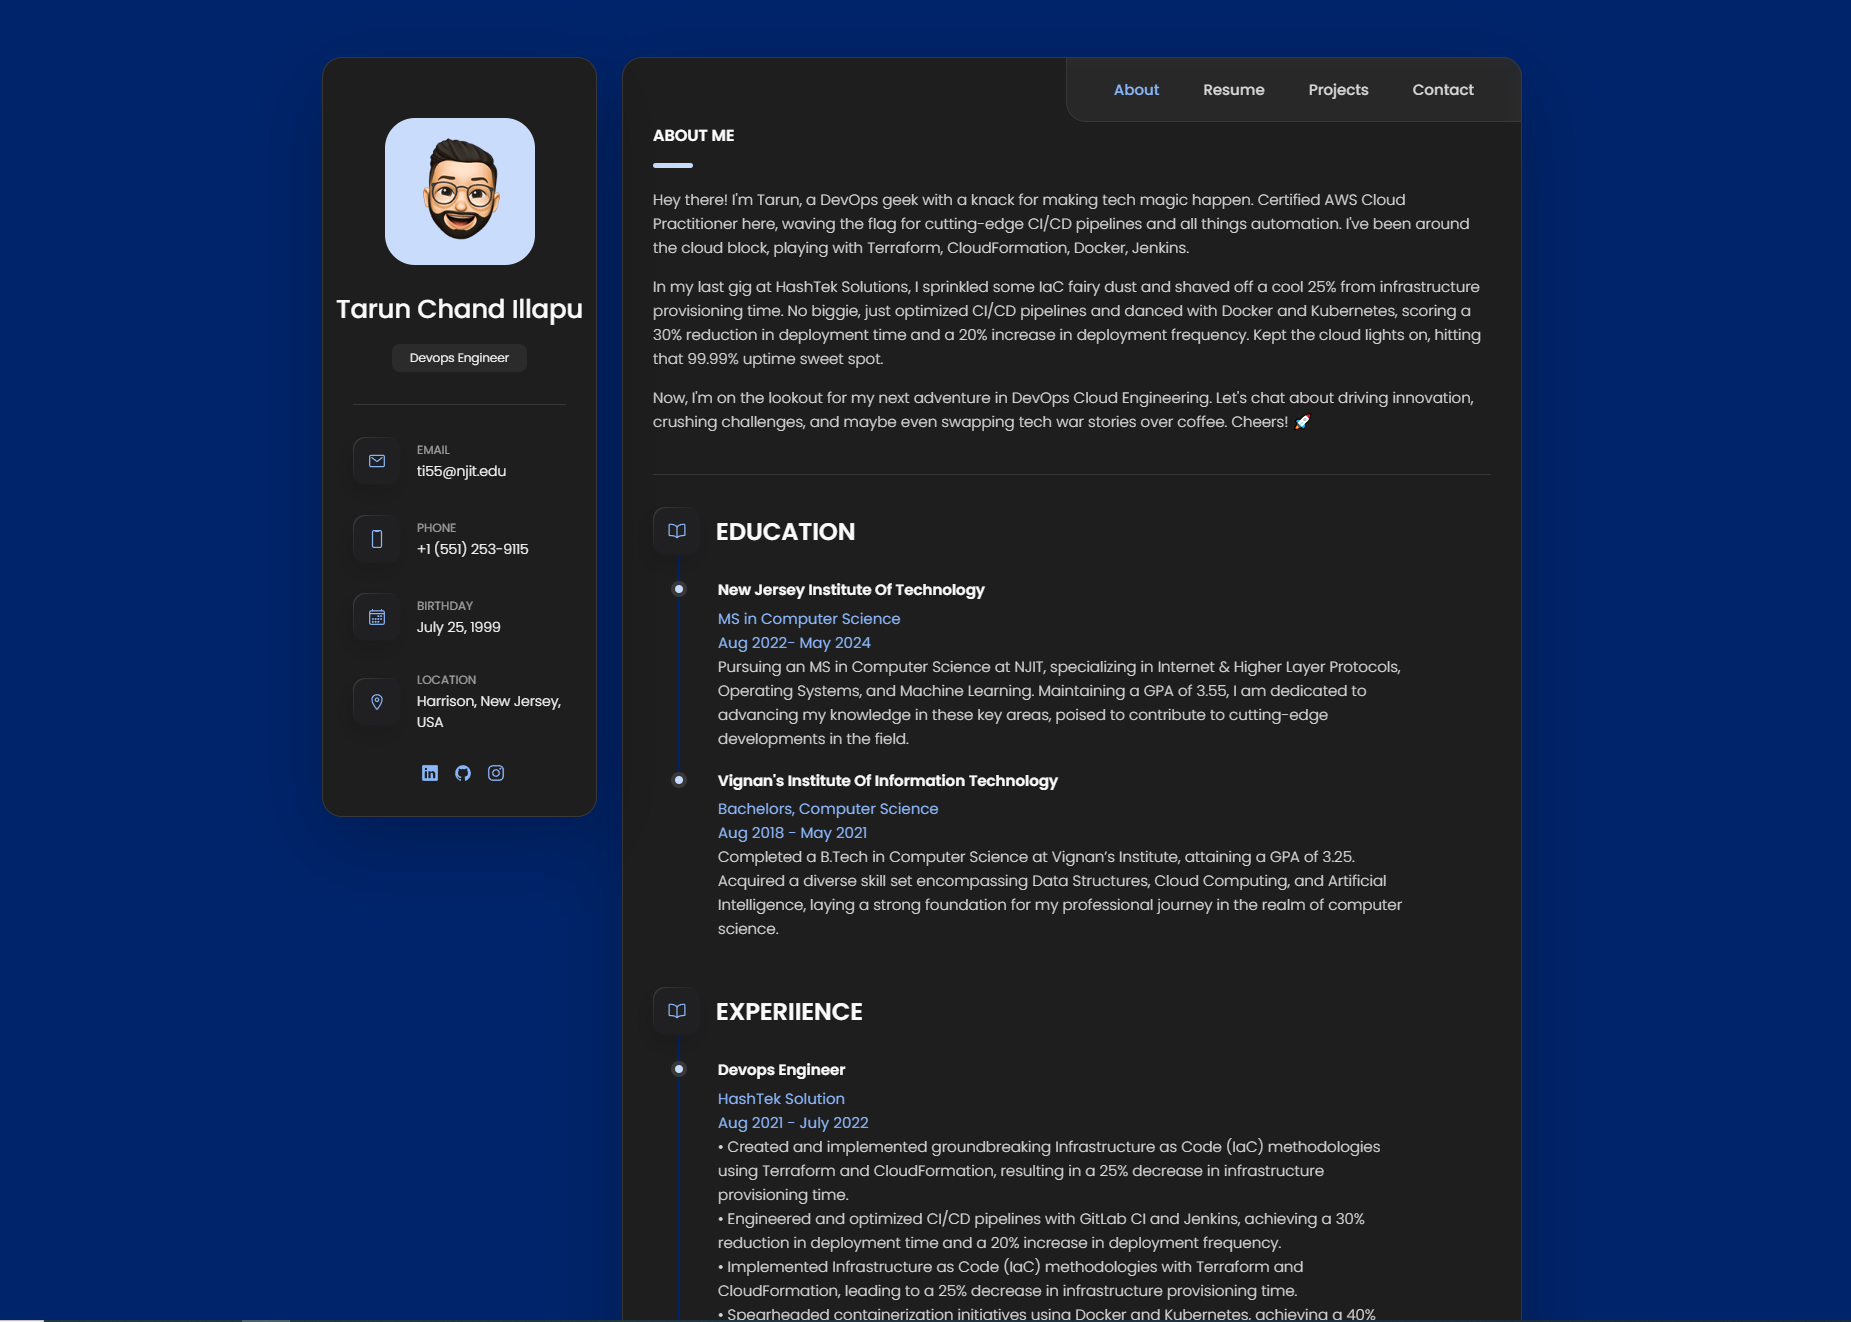 Tarun Chand Illapu
Devops Engineer
EMAIL
ti55@njit.edu
PHONE
+1 (551) 253-9115
BIRTHDAY
July 25, 1999
LOCATION
Harrison, New Jersey,
USA
About Resume Projects Contact
ABOUT ME
Hey there! I'm Tarun, a DevOps geek with a knack for making tech magic happen. Certified AWS Cloud
Practitioner here, waving the flag for cutting-edge CI/CD pipelines and all things automation. I've been around
the cloud block, playing with Terraform, CloudFormation, Docker, Jenkins.
In my last gig at HashTek Solutions, I sprinkled some IaC fairy dust and shaved off a cool 25% from infrastructure
provisioning time. No biggie, just optimized CI/CD pipelines and danced with Docker and Kubernetes, scoring a
30% reduction in deployment time and a 20% increase in deployment frequency. Kept the cloud lights on, hitting
that 99.99% uptime sweet spot.
Now, I'm on the lookout for my next adventure in DevOps Cloud Engineering. Let's chat about driving innovation,
crushing challenges, and maybe even swapping tech war stories over coffee. Cheers! 🚀
EDUCATION
New Jersey Institute Of Technology
MS in Computer Science
Aug 2022- May 2024
Pursuing an MS in Computer Science at NJIT, specializing in Internet & Higher Layer Protocols,
Operating Systems, and Machine Learning. Maintaining a GPA of 3.55, I am dedicated to
advancing my knowledge in these key areas, poised to contribute to cutting-edge
developments in the field.
Vignan's Institute Of Information Technology
Bachelors, Computer Science
Aug 2018 - May 2021
Completed a B.Tech in Computer Science at Vignan’s Institute, attaining a GPA of 3.25.
Acquired a diverse skill set encompassing Data Structures, Cloud Computing, and Artificial
Intelligence, laying a strong foundation for my professional journey in the realm of computer
science.
EXPERIIENCE
Devops Engineer
HashTek Solution
Aug 2021 - July 2022
• Created and implemented groundbreaking Infrastructure as Code (IaC) methodologies
using Terraform and CloudFormation, resulting in a 25% decrease in infrastructure
provisioning time.
• Engineered and optimized CI/CD pipelines with GitLab CI and Jenkins, achieving a 30%
reduction in deployment time and a 20% increase in deployment frequency.
• Implemented Infrastructure as Code (IaC) methodologies with Terraform and
CloudFormation, leading to a 25% decrease in infrastructure provisioning time.
• Spearheaded containerization initiatives using Docker and Kubernetes, achieving a 40%